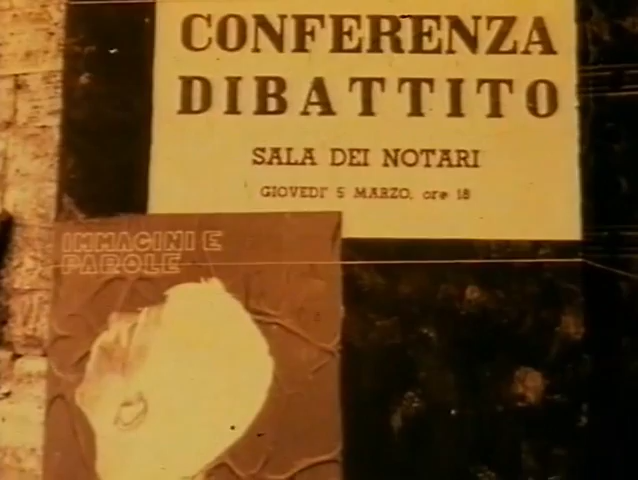 CONFERENZA
DIBATTITO
SALA DEI NOTARI
GIOVEDI' 5 MARZO, ore 18
IMMAGINI E
PAROLE